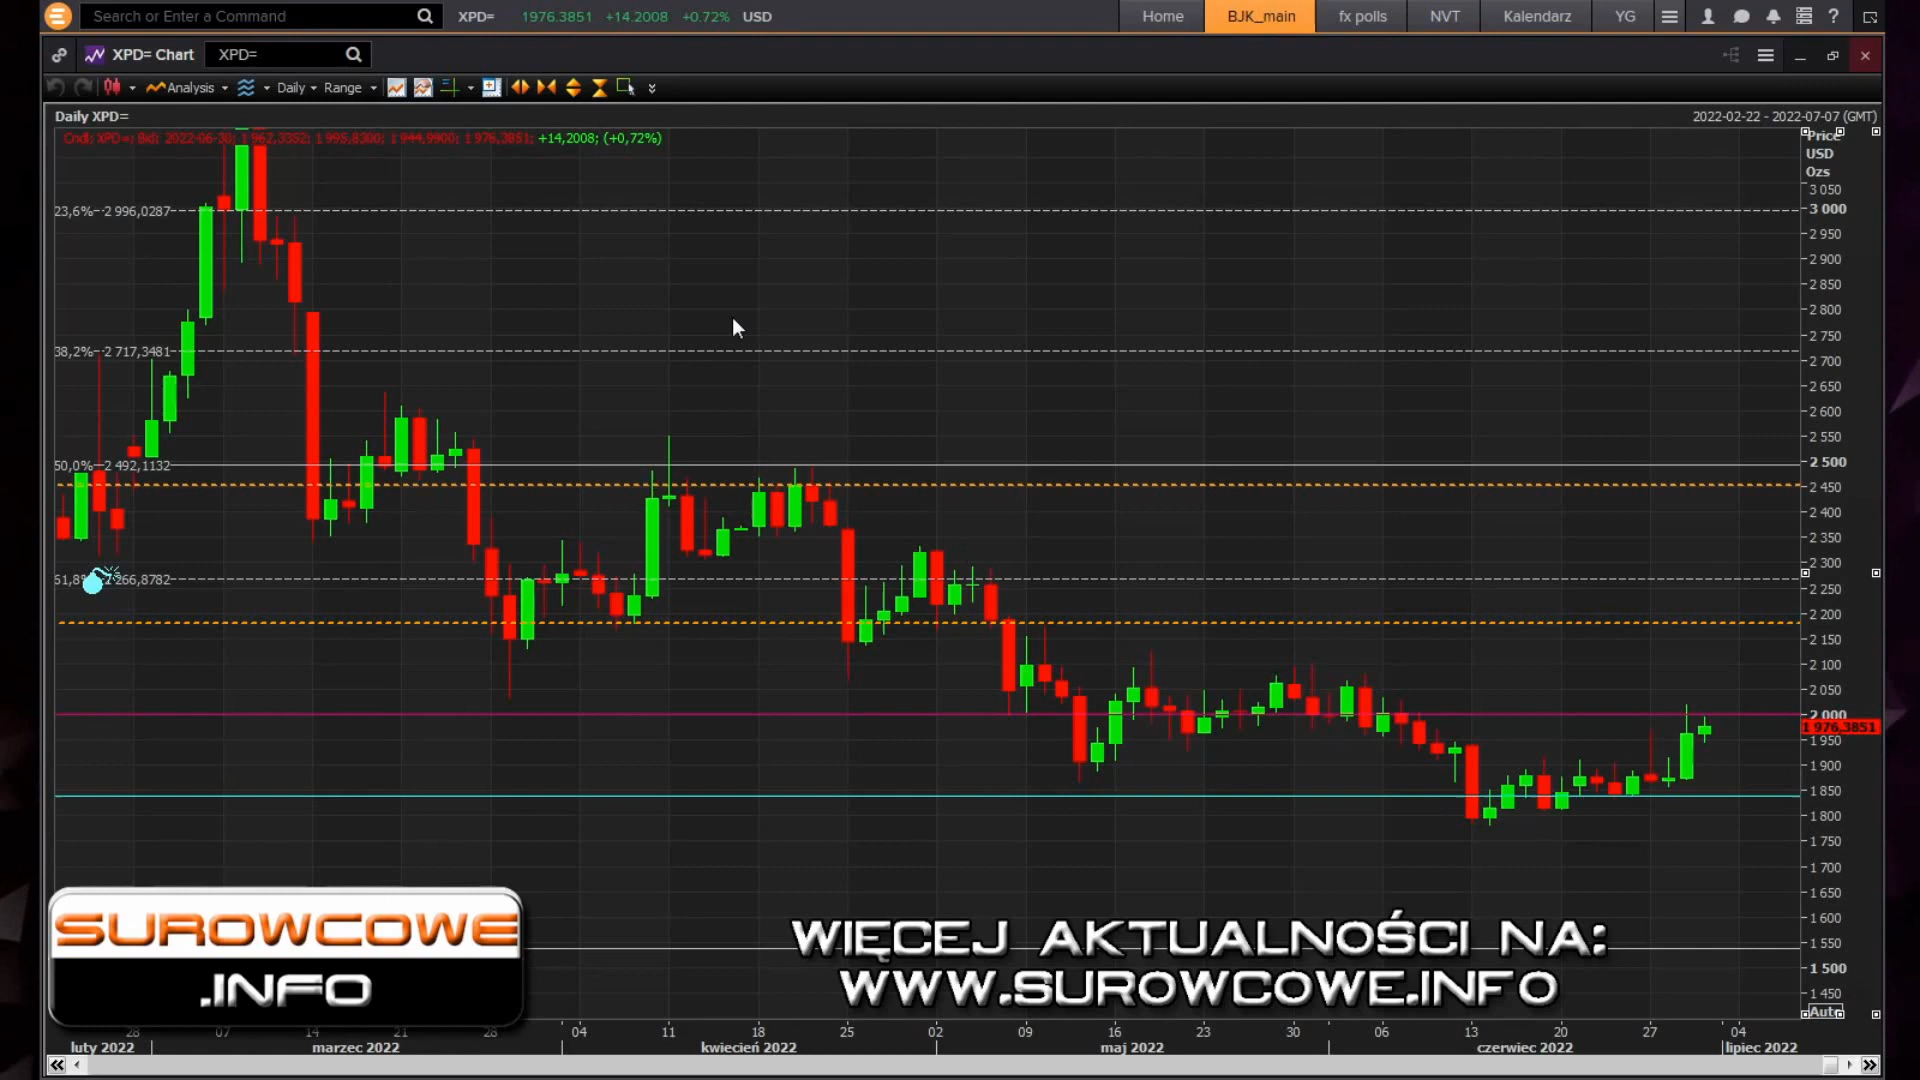 Search or Enter a Command XPD= 1976.3851 +14.2008 +0.72% USD Home BJK_main fx polls NVT Kalendarz YG ?
XPD= Chart XPD=
Analysis Daily Range
Daily XPD= 2022-02-22 - 2022-07-07 (GMT)
Cndl; XPD=; Bid; 2022-06-30; 1 962,3352; 1 995,8300; 1 944,9900; 1 976,3851; +14,2008; (+0,72%)
Price
USD
Ozs
3 050
23,6% 2 996,0287 3 000
2 950
2 900
2 850
2 800
2 750
38,2% 2 717,3481
2 700
2 650
2 600
2 550
50,0% 2 492,1132 2 500
2 450
2 400
2 350
2 300
61,8% 266,8782
2 250
2 200
2 150
2 100
2 050
2 000
1 976,3851
1 950
1 900
1 850
1 800
1 750
1 700
1 650
1 600
1 550
1 500
1 450
Auto
SUROWCOWE
.INFO
WIĘCEJ AKTUALNOŚCI NA:
WWW.SUROWCOWE.INFO
28 07 14 21 28 04 11 18 25 02 09 16 23 30 06 13 20 27 04
luty 2022 marzec 2022 kwiecień 2022 maj 2022 czerwiec 2022 lipiec 2022